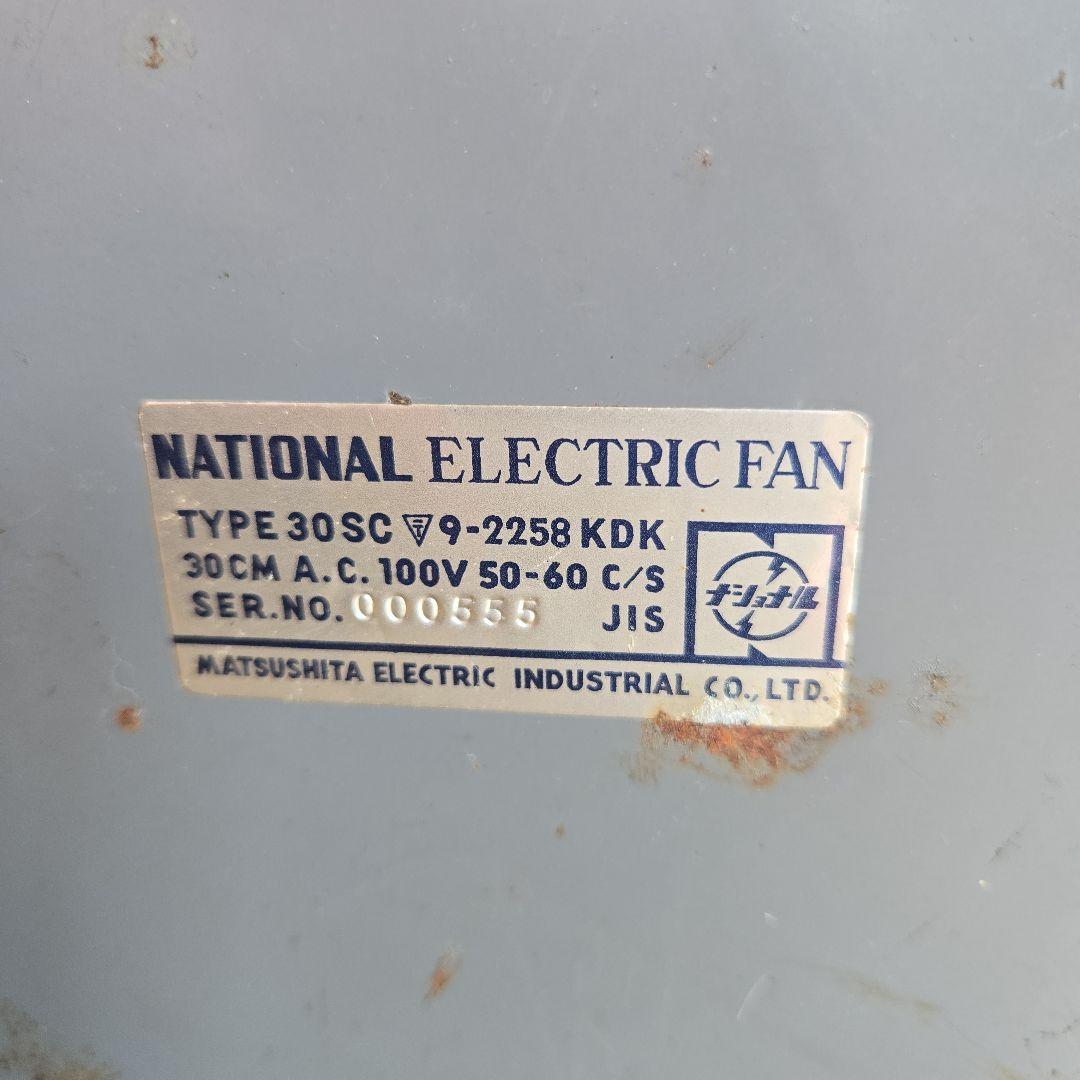 NATIONAL ELECTRIC FAN
TYPE 30SC 〒9-2258 KDK
30CM A.C. 100V 50-60 C/S
SER.NO. 000555 JIS
ナショナル
MATSUSHITA ELECTRIC INDUSTRIAL CO., LTD.